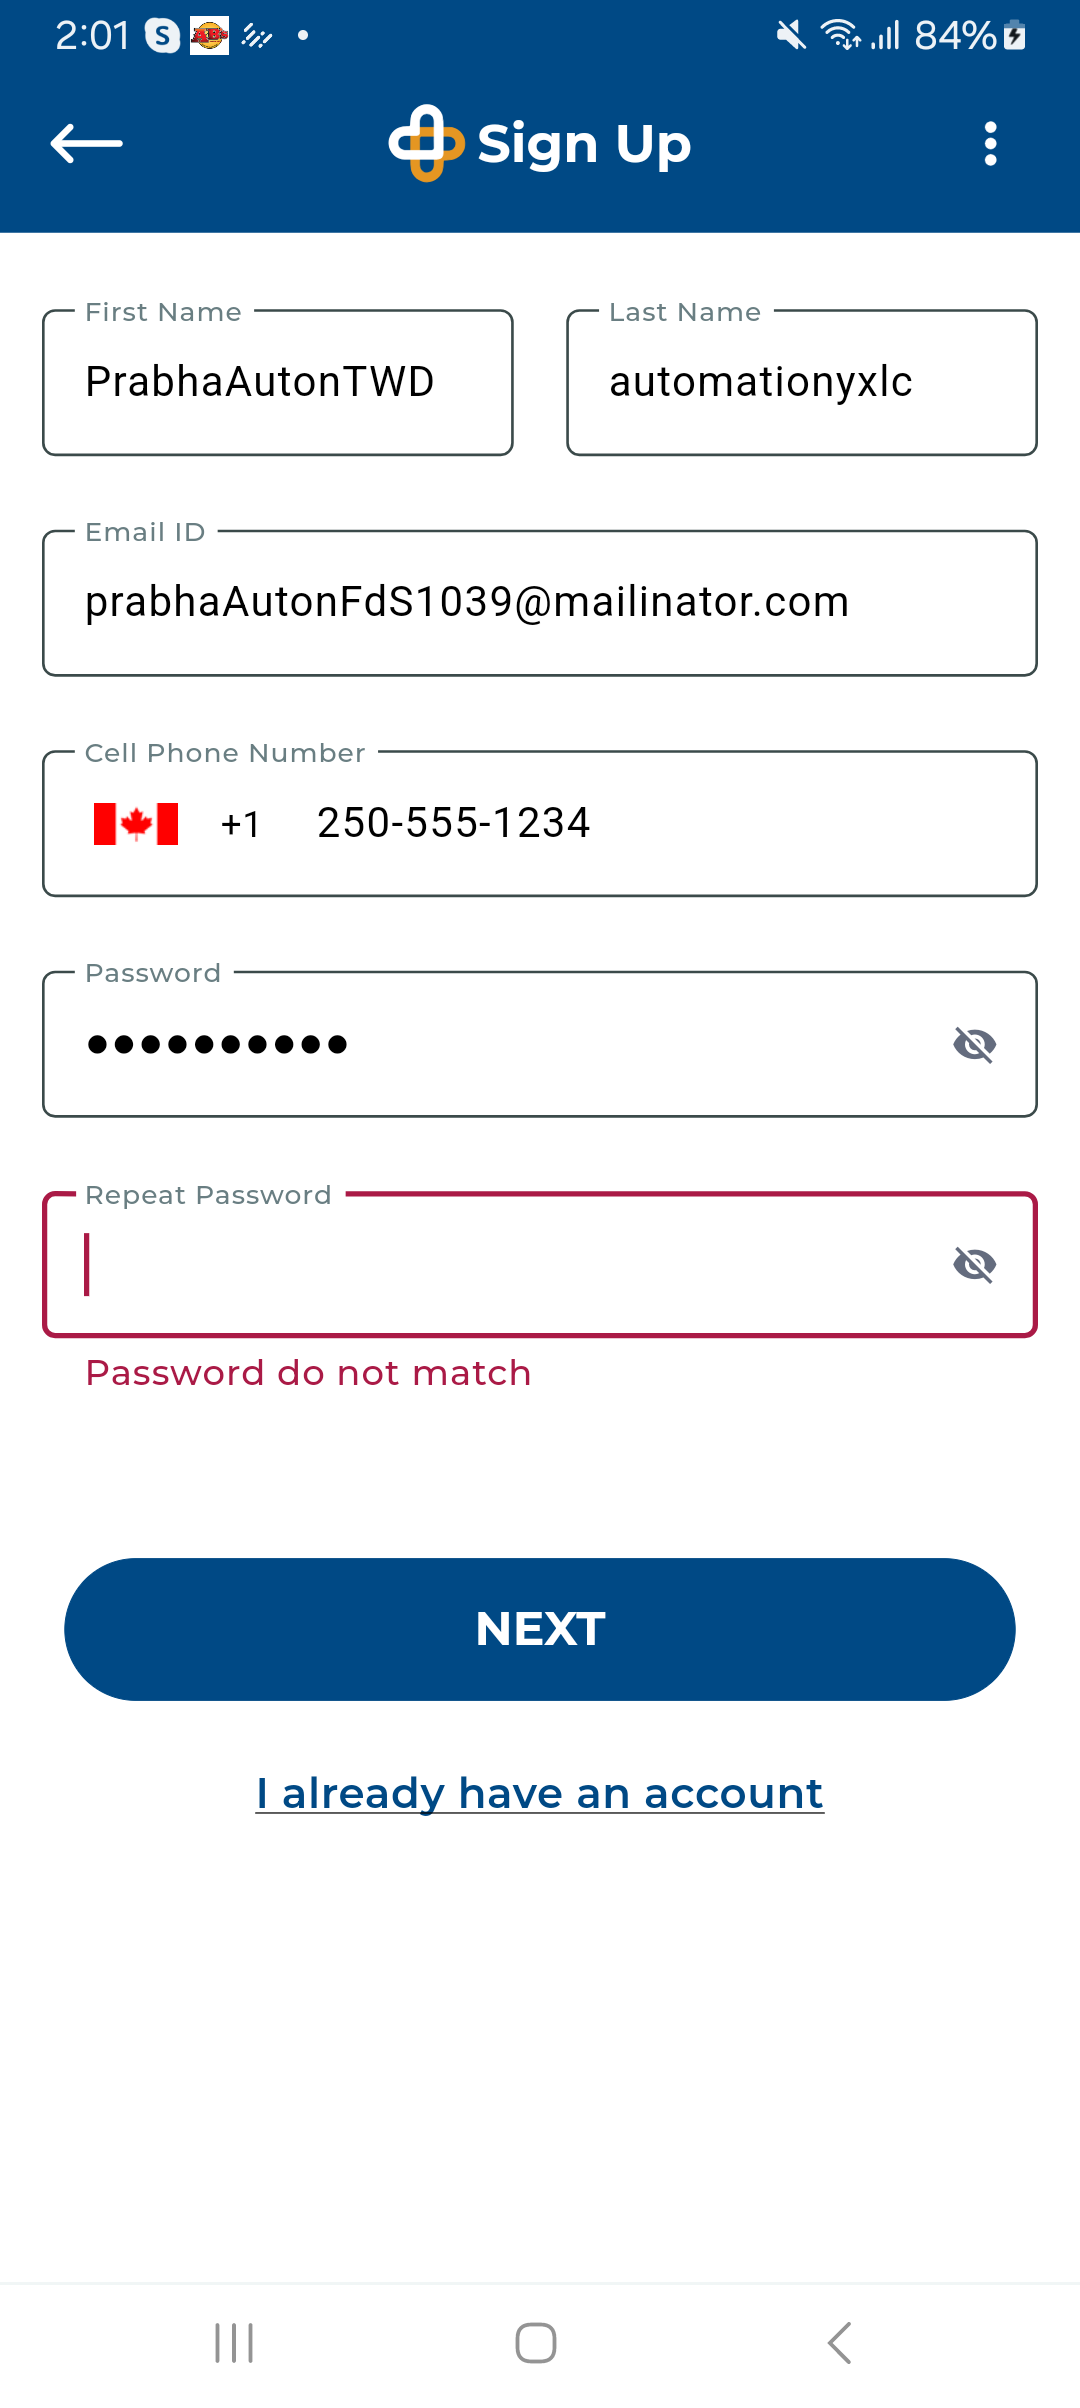 2:01 S 84%
Sign Up
First Name Last Name
PrabhaAutonTWD automationyxlc
Email ID
prabhaAutonFdS1039@mailinator.com
Cell Phone Number
+1 250-555-1234
Password
Repeat Password
Password do not match
NEXT
I already have an account